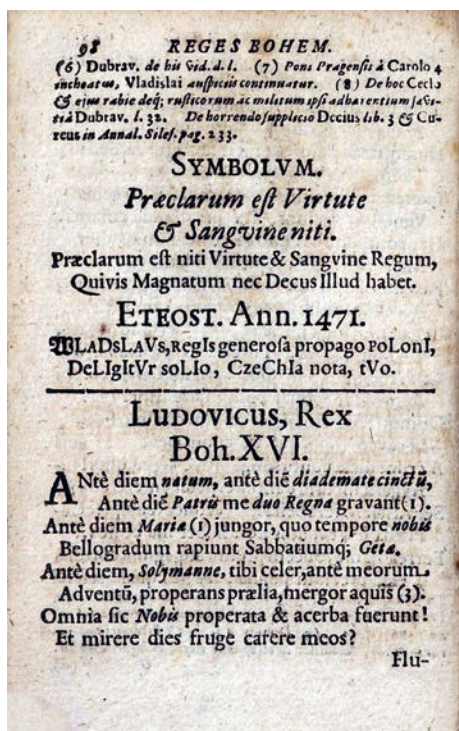 98 REGES BOHEM.
(6) Dubrav. de his Vid. d. l. (7) Pons Pragensis à Carolo 4
inchoatus, Vladislai auspiciis continuatur. (8) De hoc Cecło
& ejus rabie deq; rusticorum ac militum ipsi adhærentium sævi-
tiâ Dubrav. l. 32. De horrendo supplicio Decius lib. 3 & Cu-
reus in Annal. Siles. pag. 233.
SYMBOLVM.
Præclarum est Virtute
& Sangvine niti.
Præclarum est niti Virtute & Sangvine Regum,
Quivis Magnatum nec Decus Illud habet.
ETEOST. Ann. 1471.
WLADSLAVs, RegIs generosa propago PoLonI,
DeLIgItVr soLIo, CzeChIa nota, tVo.
LUDOVICUS, Rex
Boh. XVI.
ANtè diem natum, antè diē diademate cinctū,
Antè diē Patris me duo Regna gravant (1).
Antè diem Mariæ (1) jungor, quo tempore nobis
Bellogradum rapiunt Sabbatiumq; Getæ.
Antè diem, Solymanne, tibi celer, antè meorum
Adventū, properans prælia, mergor aquis (3).
Omnia sic Nobis properata & acerba fuerunt!
Et mirere dies fruge carere meos?
Flu-